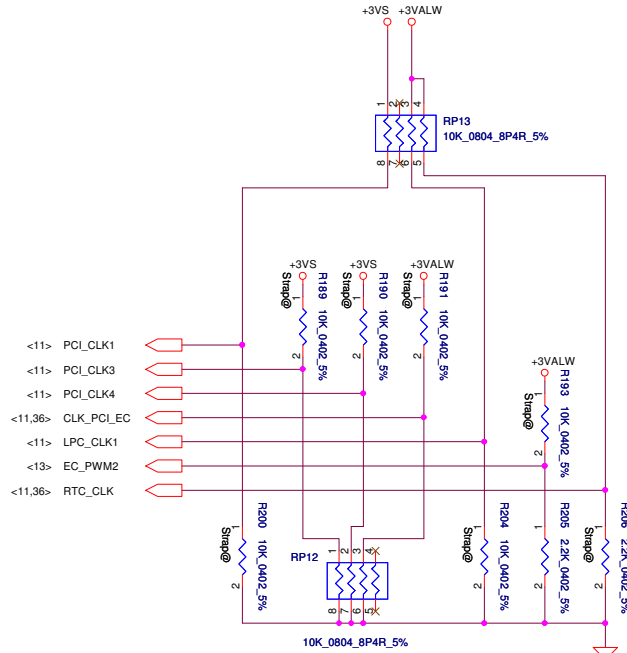 +3VS +3VALW
1 2 3 4
RP13
10K_0804_8P4R_5%
8 7 6 5
+3VS +3VS +3VALW
Strap@ 1 2 R189 10K_0402_5%
Strap@ 1 2 R190 10K_0402_5%
Strap@ 1 2 R191 10K_0402_5%
<11> PCI_CLK1
<11> PCI_CLK3
<11> PCI_CLK4
<11,36> CLK_PCI_EC
<11> LPC_CLK1
<13> EC_PWM2
<11,36> RTC_CLK
+3VALW
Strap@ 1 2 R193 10K_0402_5%
Strap@ 1 2 R200 10K_0402_5%
RP12
1 2 3 4
8 7 6 5
10K_0804_8P4R_5%
Strap@ 1 2 R204 10K_0402_5%
1 2 R205 2.2K_0402_5%
Strap@ 1 2 R206 2.2K_0402_5%